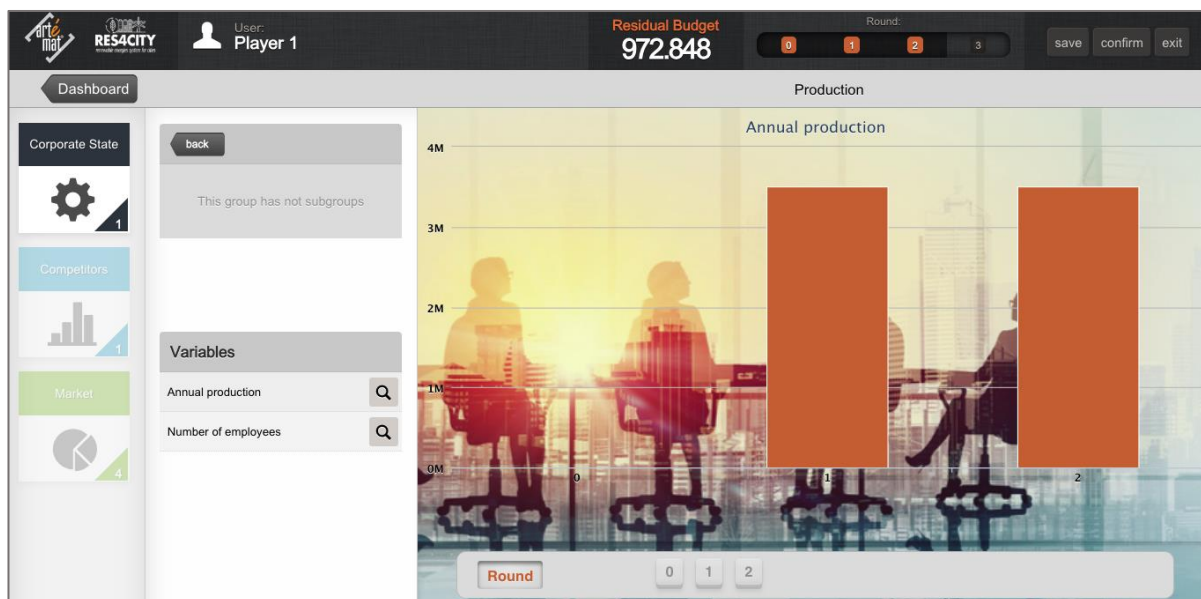 arté
mat
RES4CITY
User:
Player 1
Residual Budget
972.848
Round:
0 1 2 3
save confirm exit
Dashboard
Production
Corporate State
1
Competitors
1
Market
4
back
This group has not subgroups
Variables
Annual production
Number of employees
Annual production
4M
3M
2M
1M
0M
0 1 2
Round 0 1 2